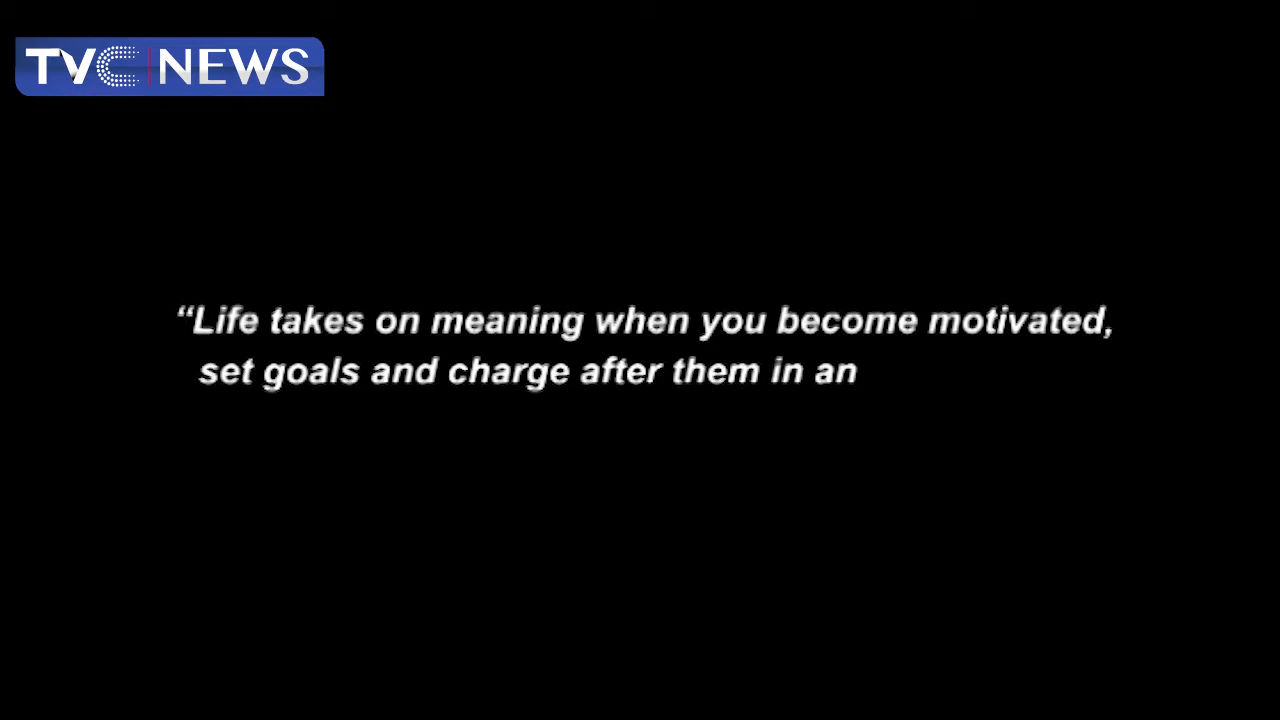 TVC NEWS
“Life takes on meaning when you become motivated,
set goals and charge after them in an